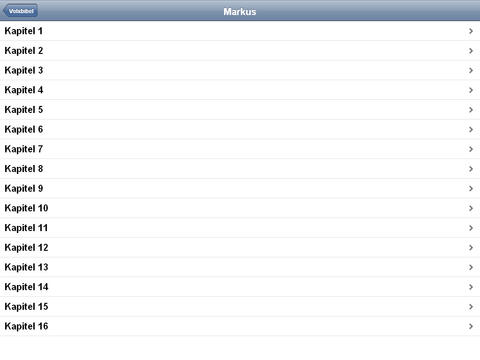 Volxbibel
Markus
Kapitel 1
Kapitel 2
Kapitel 3
Kapitel 4
Kapitel 5
Kapitel 6
Kapitel 7
Kapitel 8
Kapitel 9
Kapitel 10
Kapitel 11
Kapitel 12
Kapitel 13
Kapitel 14
Kapitel 15
Kapitel 16